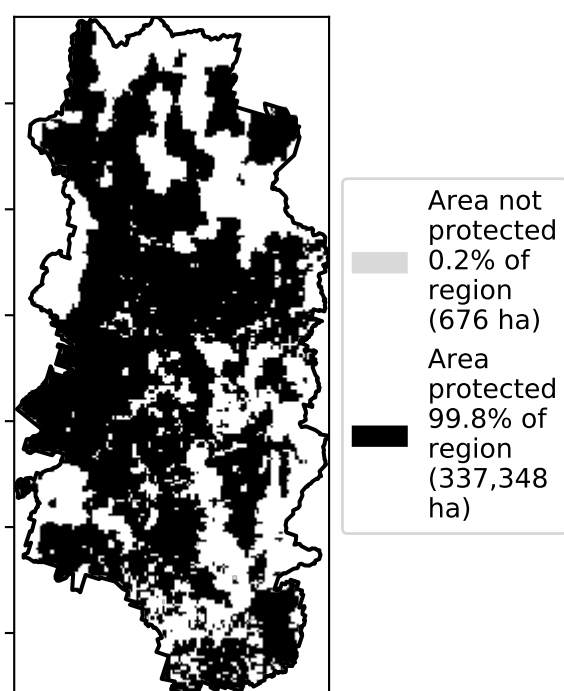 Area not
protected
0.2% of
region
(676 ha)
Area
protected
99.8% of
region
(337,348
ha)